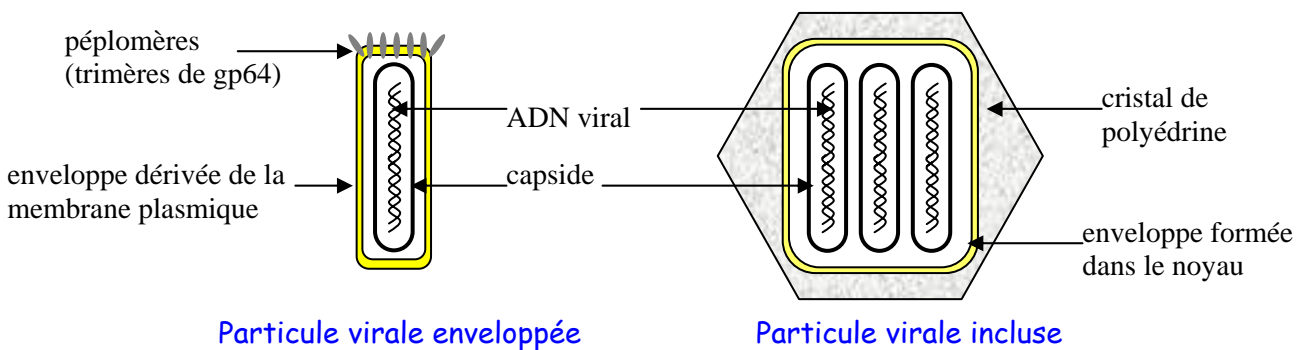 péplomères
(trimères de gp64)
enveloppe dérivée de la
membrane plasmique
ADN viral
capside
cristal de
polyédrine
enveloppe formée
dans le noyau
Particule virale enveloppée
Particule virale incluse